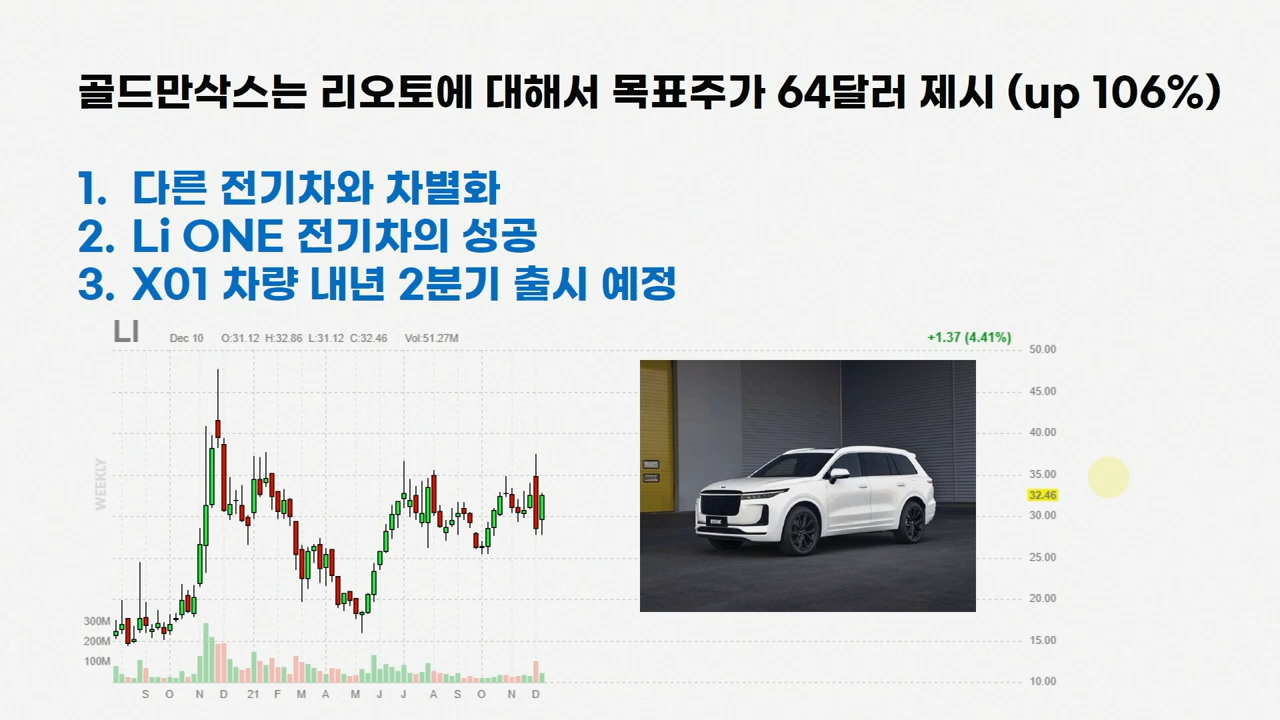 골드만삭스는 리오토에 대해서 목표주가 64달러 제시 (up 106%)
1. 다른 전기차와 차별화
2. Li ONE 전기차의 성공
3. X01 차량 내년 2분기 출시 예정
LI Dec 10 O:31.12 H:32.86 L:31.12 C:32.46 Vol:51.27M +1.37 (4.41%)
50.00
45.00
40.00
35.00
WEEKLY
32.46
30.00
25.00
20.00
300M
15.00
200M
100M
10.00
S O N D 21 F M A M J J A S O N D